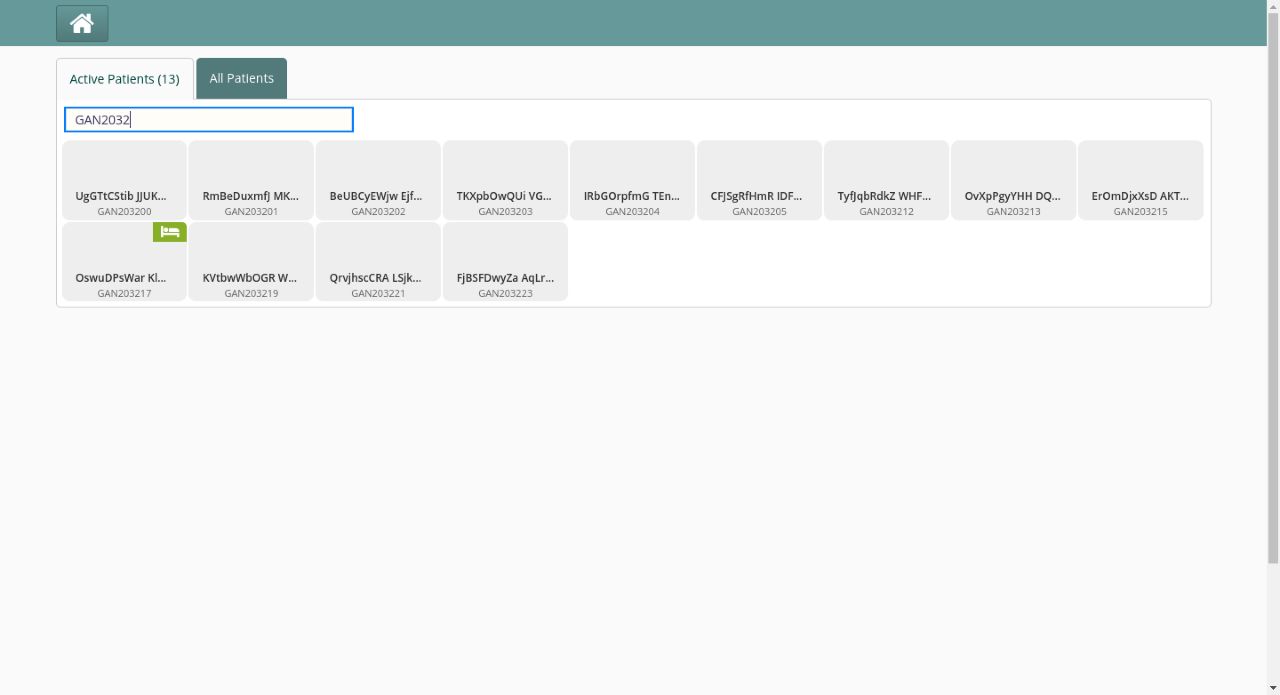 Active Patients (13)
All Patients
GAN2032
UgGTtCStib JJUK...
GAN203200
RmBeDuxmfJ MK...
GAN203201
BeUBCyEWjw Ejf...
GAN203202
TKXpbOwQUi VG...
GAN203203
IRbGOrpfmG TEn...
GAN203204
CFJSgRfHmR IDF...
GAN203205
TyfJqbRdkZ WHF...
GAN203212
OvXpPgyYHH DQ...
GAN203213
ErOmDjxXsD AKT...
GAN203215
OswuDPsWar Kl...
GAN203217
KVtbwWbOGR W...
GAN203219
QrvjhscCRA LSjk...
GAN203221
FjBSFDwyZa AqLr...
GAN203223